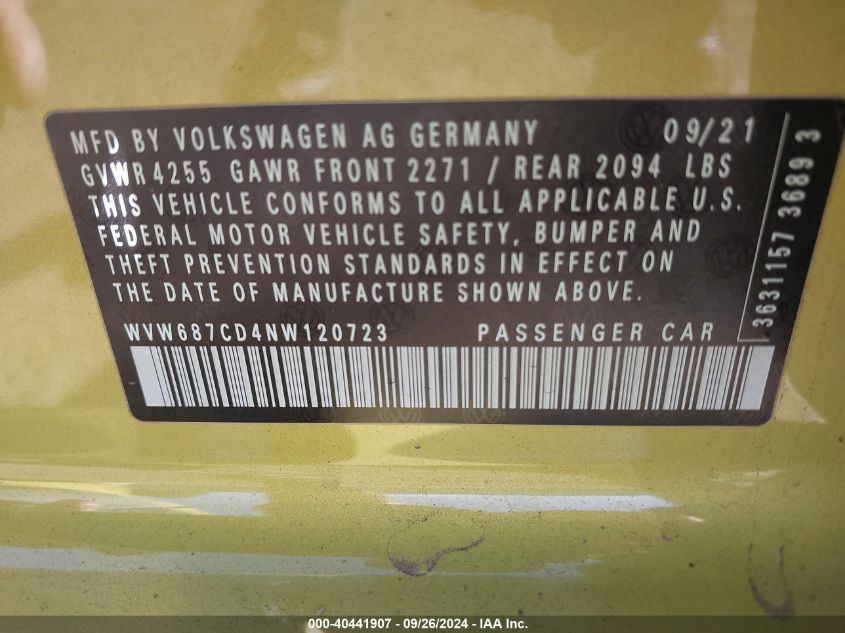 MFD BY VOLKSWAGEN AG GERMANY 09/21
GVWR 4255 GAWR FRONT 2271 / REAR 2094 LBS
THIS VEHICLE CONFORMS TO ALL APPLICABLE U.S.
FEDERAL MOTOR VEHICLE SAFETY, BUMPER AND
THEFT PREVENTION STANDARDS IN EFFECT ON
THE DATE OF MANUFACTURE SHOWN ABOVE.
WVW687CD4NW120723 PASSENGER CAR
3631157 3689 3
000-40441907 - 09/26/2024 - IAA Inc.